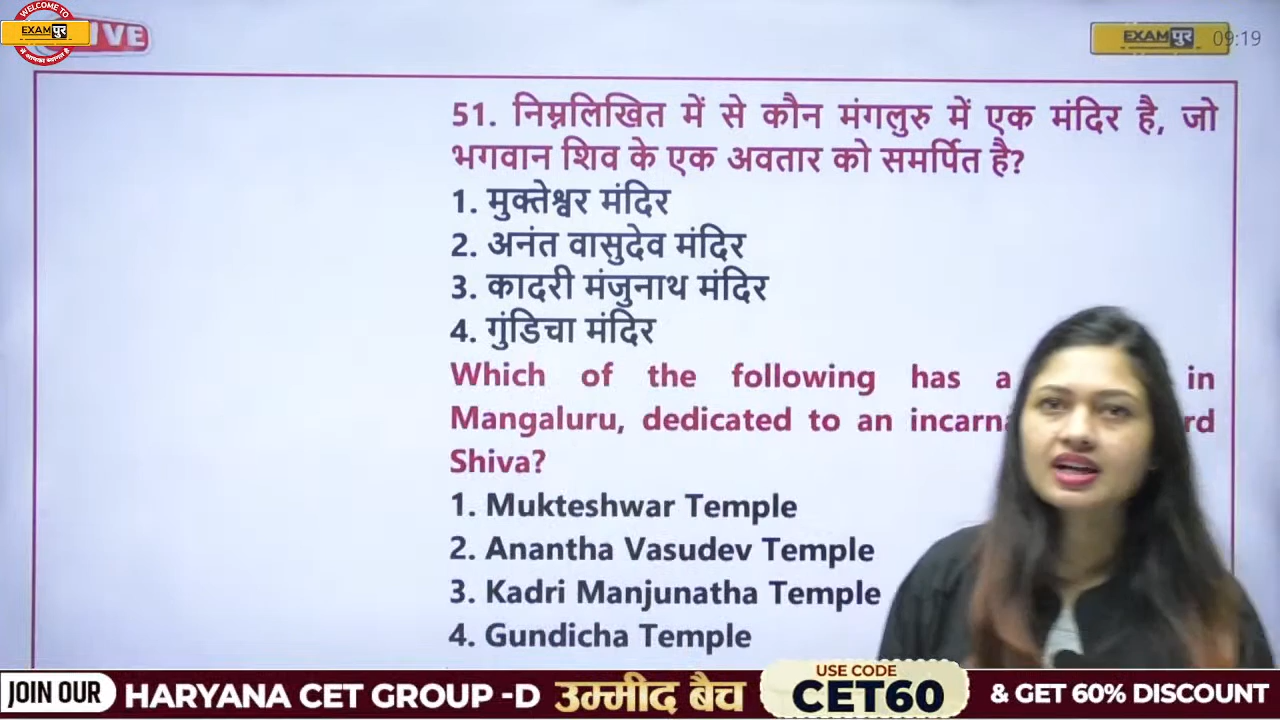 WELCOME TO
EXAMपुर
IVE
में आपका स्वागत है
EXAMपुर
09:19
51. निम्नलिखित में से कौन मंगलुरु में एक मंदिर है, जो
भगवान शिव के एक अवतार को समर्पित है?
1. मुक्तेश्वर मंदिर
2. अनंत वासुदेव मंदिर
3. कादरी मंजुनाथ मंदिर
4. गुंडिचा मंदिर
Which of the following has a in
Mangaluru, dedicated to an incarna rd
Shiva?
1. Mukteshwar Temple
2. Anantha Vasudev Temple
3. Kadri Manjunatha Temple
4. Gundicha Temple
JOIN OUR HARYANA CET GROUP -D उम्मीद बैच USE CODE CET60 & GET 60% DISCOUNT